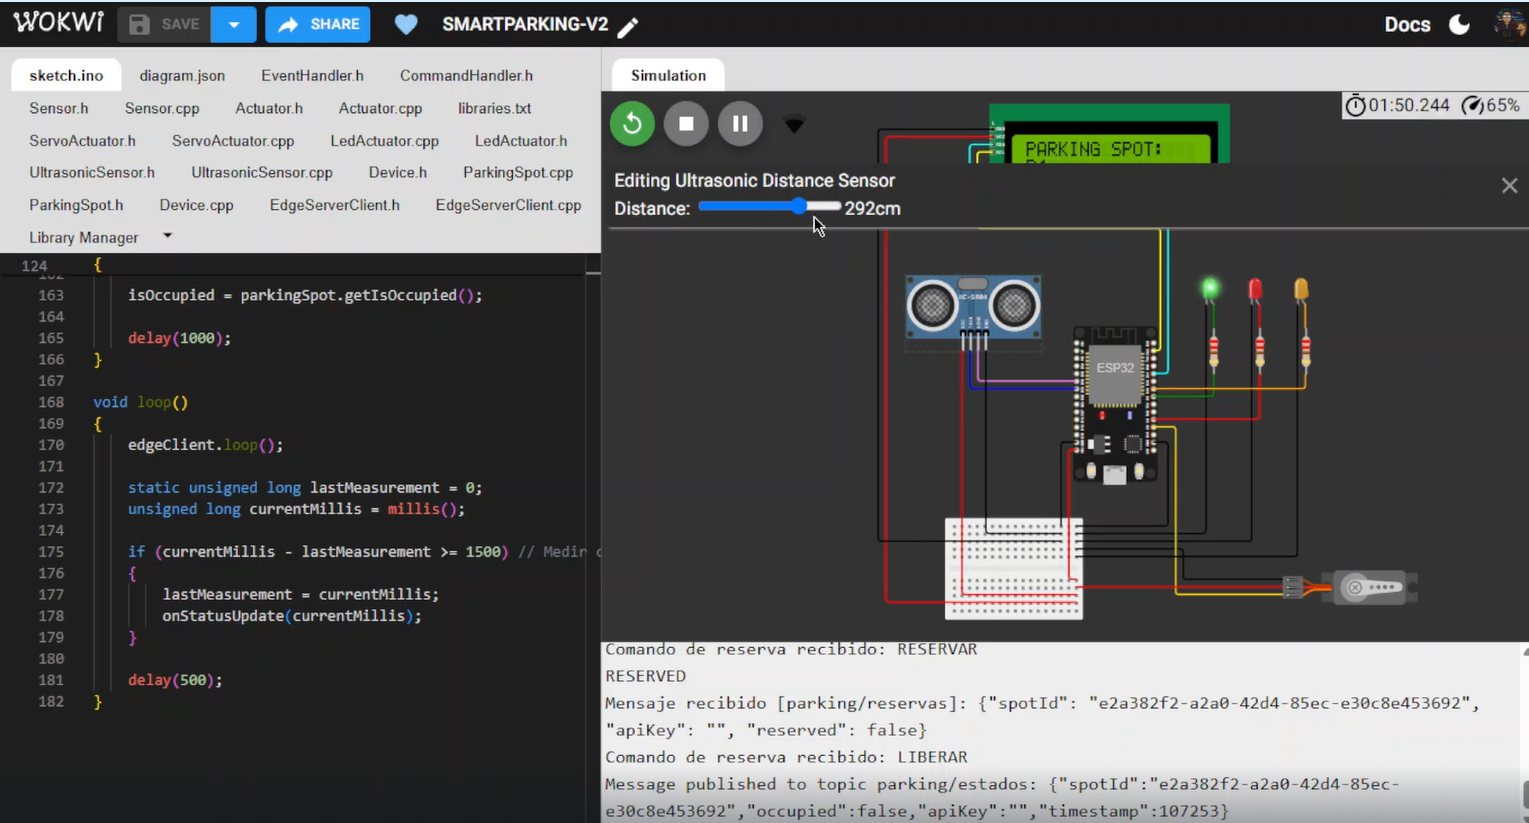 WOKWi SAVE SHARE SMARTPARKING-V2 Docs
sketch.ino diagram.json EventHandler.h CommandHandler.h
Sensor.h Sensor.cpp Actuator.h Actuator.cpp libraries.txt
ServoActuator.h ServoActuator.cpp LedActuator.cpp LedActuator.h
UltrasonicSensor.h UltrasonicSensor.cpp Device.h ParkingSpot.cpp
ParkingSpot.h Device.cpp EdgeServerClient.h EdgeServerClient.cpp
Library Manager
124 {
163 isOccupied = parkingSpot.getIsOccupied();
164
165 delay(1000);
166 }
167
168 void loop()
169 {
170 edgeClient.loop();
171
172 static unsigned long lastMeasurement = 0;
173 unsigned long currentMillis = millis();
174
175 if (currentMillis - lastMeasurement >= 1500) // Medir
176 {
177 lastMeasurement = currentMillis;
178 onStatusUpdate(currentMillis);
179 }
180
181 delay(500);
182 }
Simulation
01:50.244 65%
PARKING SPOT:
Editing Ultrasonic Distance Sensor
Distance: 292cm
HC-SR04
ESP32
Comando de reserva recibido: RESERVAR
RESERVED
Mensaje recibido [parking/reservas]: {"spotId": "e2a382f2-a2a0-42d4-85ec-e30c8e453692",
"apiKey": "", "reserved": false}
Comando de reserva recibido: LIBERAR
Message published to topic parking/estados: {"spotId":"e2a382f2-a2a0-42d4-85ec-
e30c8e453692","occupied":false,"apiKey":"","timestamp":107253}